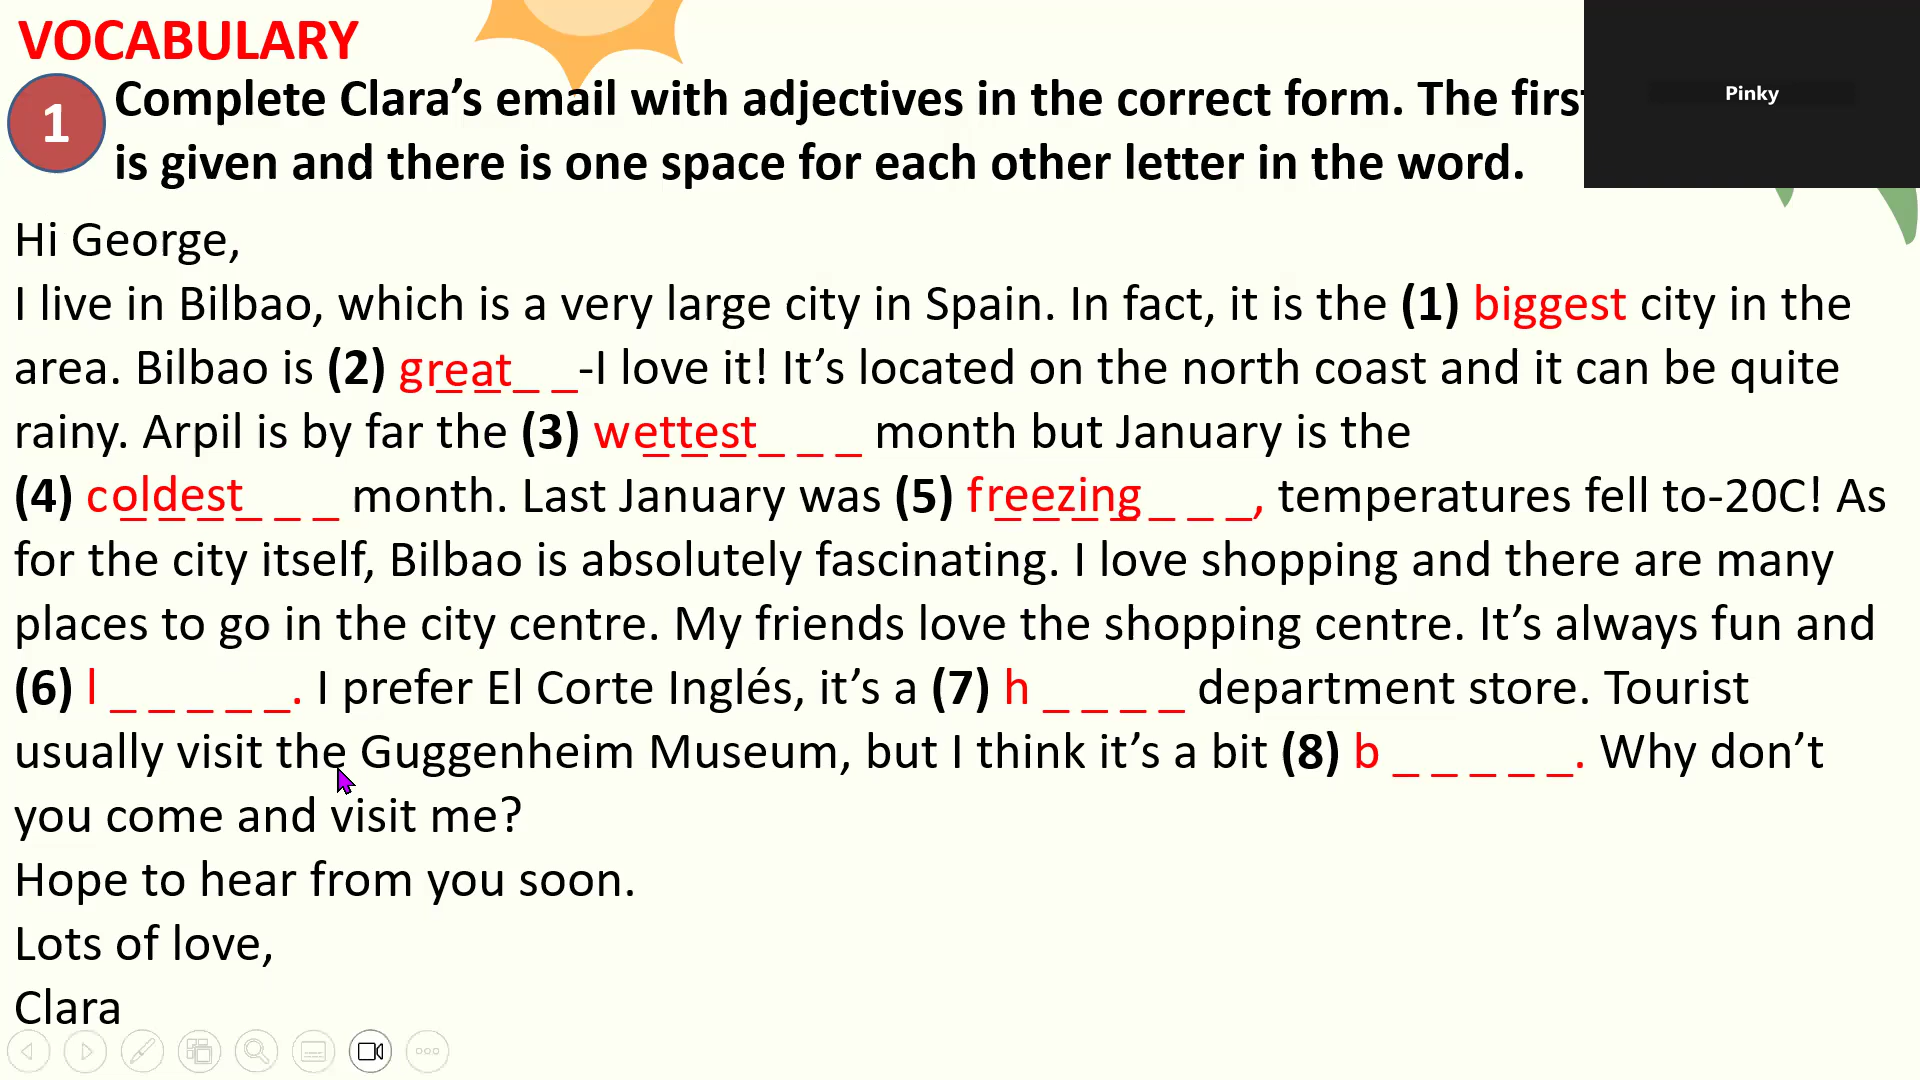 VOCABULARY
Pinky
1
Complete Clara’s email with adjectives in the correct form. The firs
is given and there is one space for each other letter in the word.
Hi George,
I live in Bilbao, which is a very large city in Spain. In fact, it is the (1) biggest city in the
area. Bilbao is (2) great_ _-I love it! It’s located on the north coast and it can be quite
rainy. Arpil is by far the (3) wettest_ _ _ month but January is the
(4) coldest_ _ _ month. Last January was (5) freezing_ _ _, temperatures fell to-20C! As
for the city itself, Bilbao is absolutely fascinating. I love shopping and there are many
places to go in the city centre. My friends love the shopping centre. It’s always fun and
(6) l _ _ _ _ _. I prefer El Corte Inglés, it’s a (7) h _ _ _ _ department store. Tourist
usually visit the Guggenheim Museum, but I think it’s a bit (8) b _ _ _ _ _. Why don’t
you come and visit me?
Hope to hear from you soon.
Lots of love,
Clara